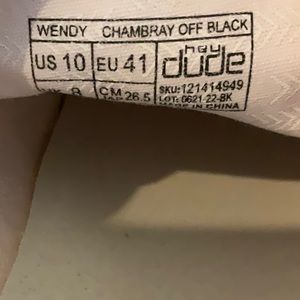 WENDY CHAMBRAY OFF BLACK
US 10 EU 41 hey dude
8 CM 26.5 SKU:121414949
LOT: 0621-22-BK
MADE IN CHINA